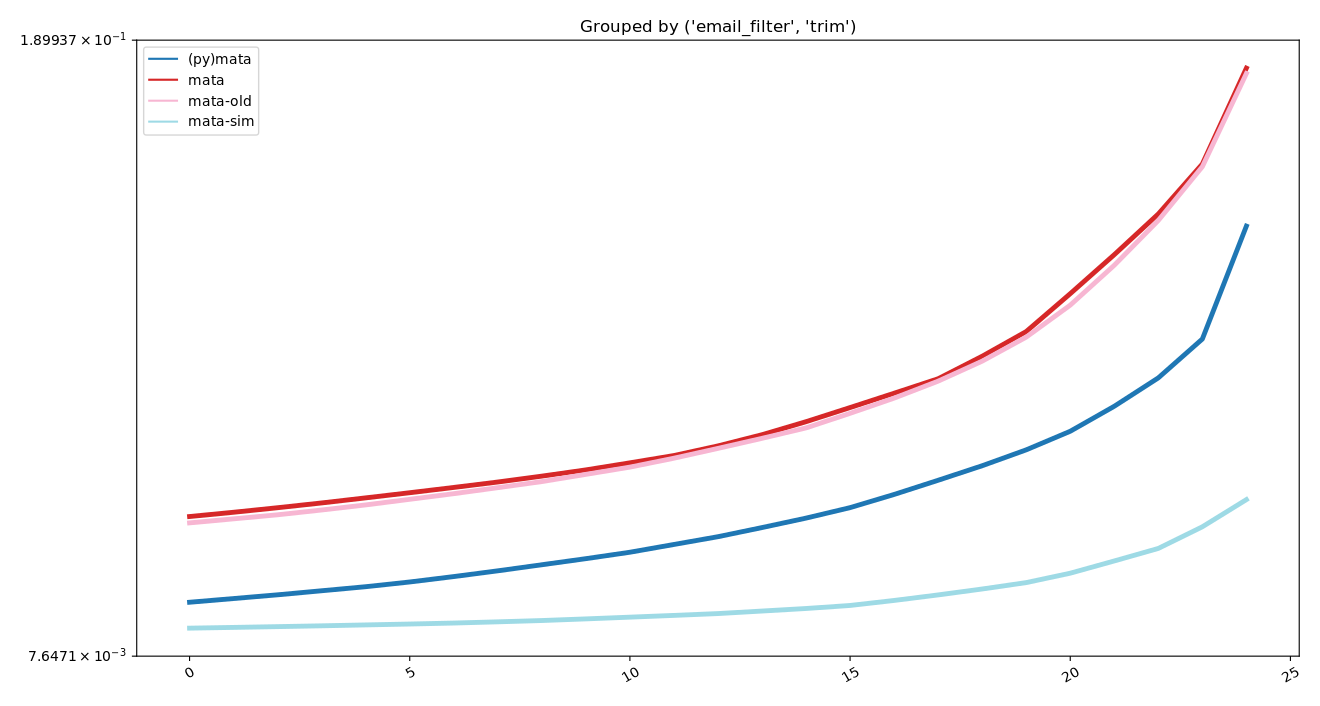 Grouped by ('email_filter', 'trim')
1.89937 × 10⁻¹
(py)mata
mata
mata-old
mata-sim
7.6471 × 10⁻³
0 5 10 15 20 25